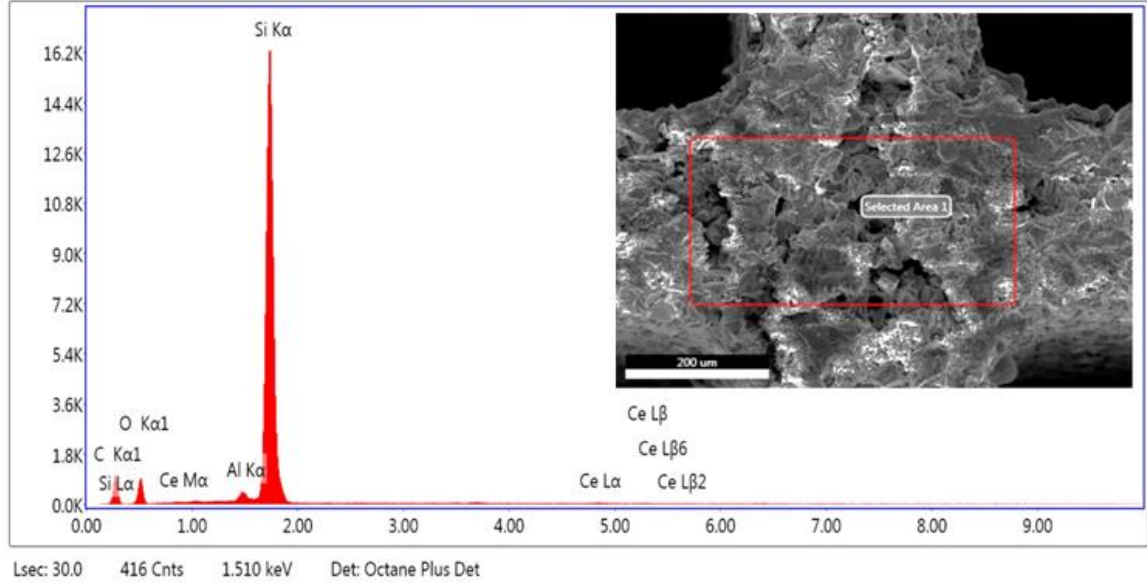 Si Kα
16.2K
14.4K
12.6K
10.8K
9.0K
7.2K
5.4K
3.6K
1.8K
0.0K
O Kα1
C Kα1
Si Lα
Ce Mα
Al Kα
Ce Lα
Ce Lβ
Ce Lβ6
Ce Lβ2
Selected Area 1
200 um
0.00 1.00 2.00 3.00 4.00 5.00 6.00 7.00 8.00 9.00
Lsec: 30.0 416 Cnts 1.510 keV Det: Octane Plus Det